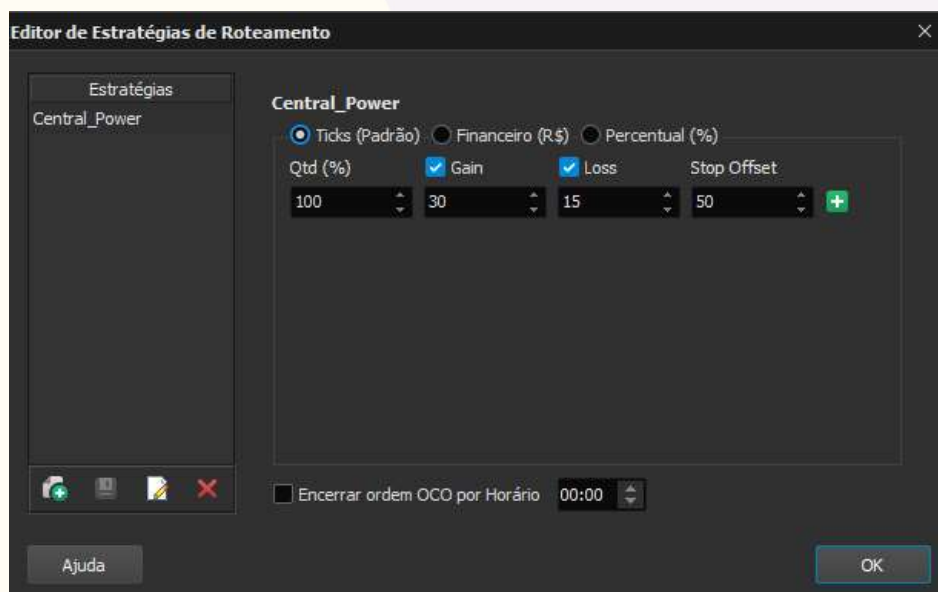 Editor de Estratégias de Roteamento
Estratégias
Central_Power
Central_Power
Ticks (Padrão) Financeiro (R$) Percentual (%)
Qtd (%) Gain Loss Stop Offset
100 30 15 50
Encerrar ordem OCO por Horário 00:00
Ajuda OK